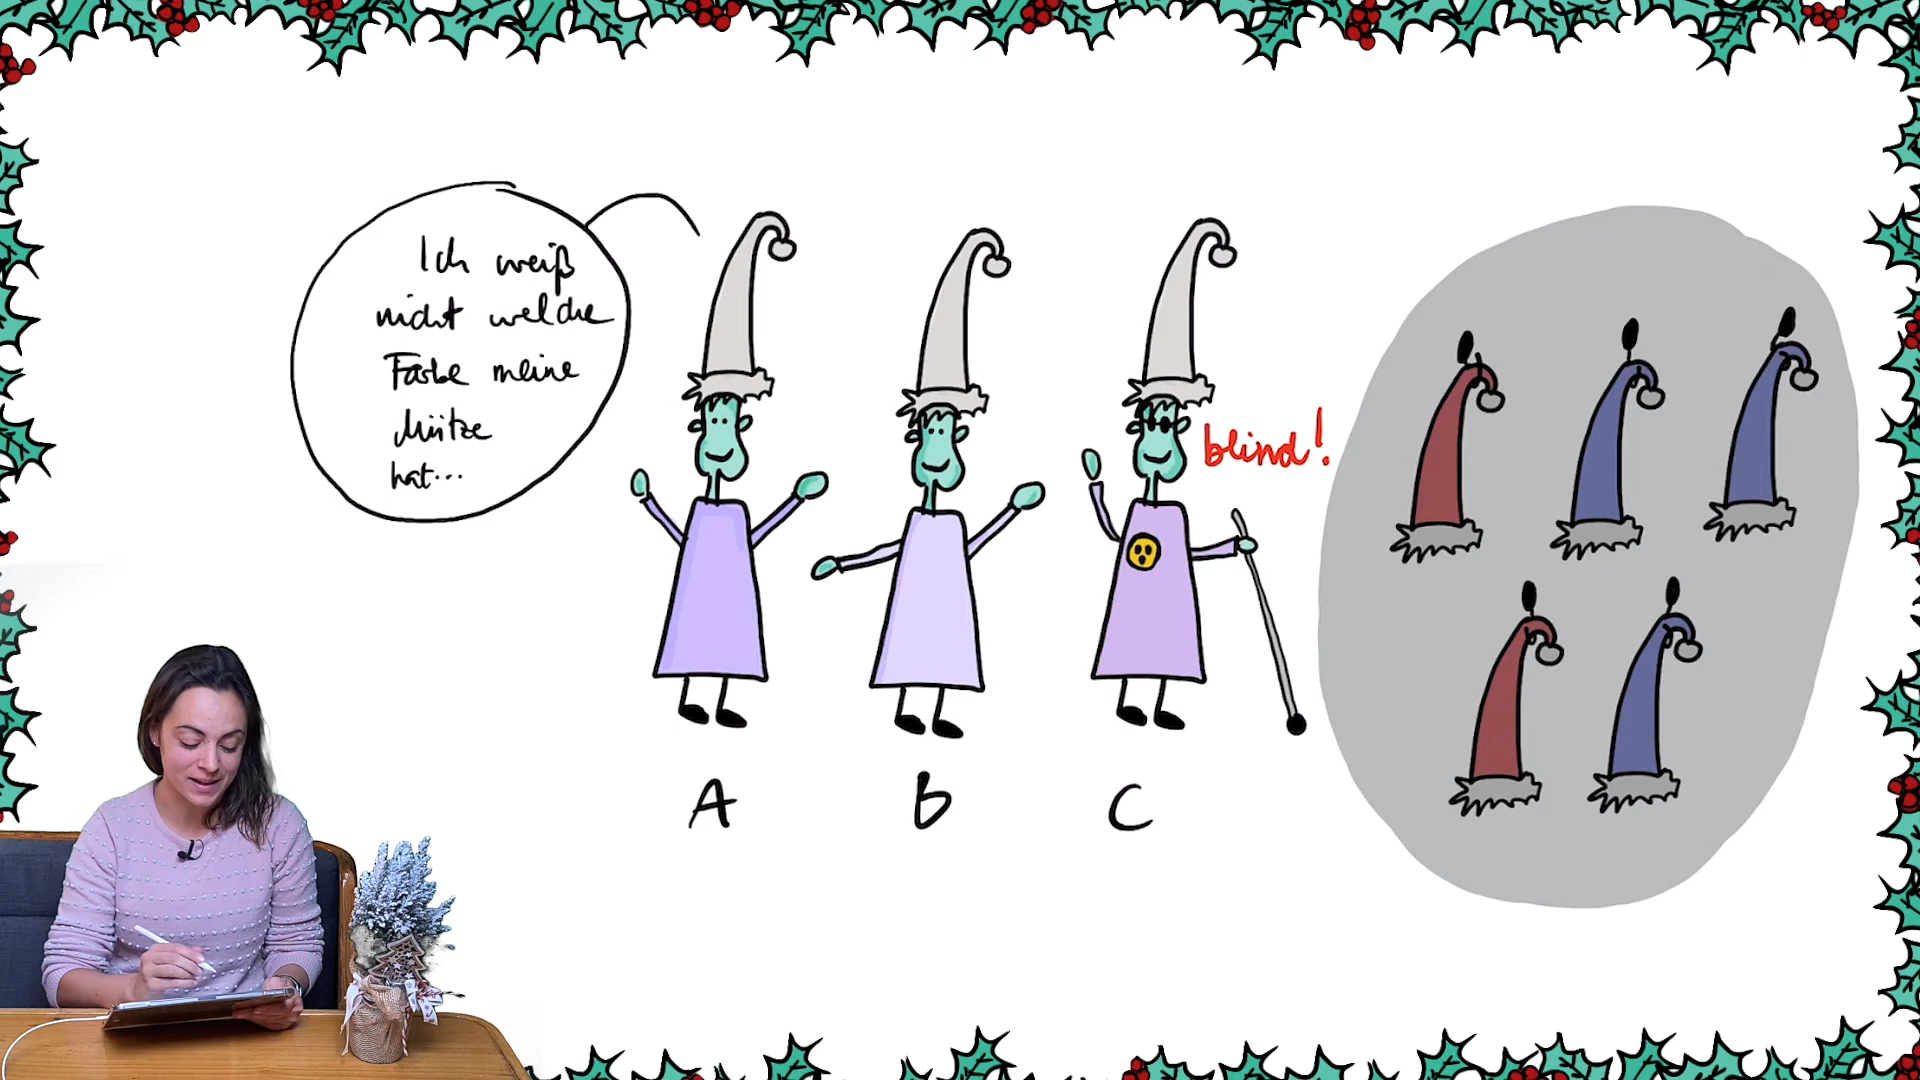 Ich weiß
nicht welche
Farbe meine
Mütze
hat...
blind!
A
B
C